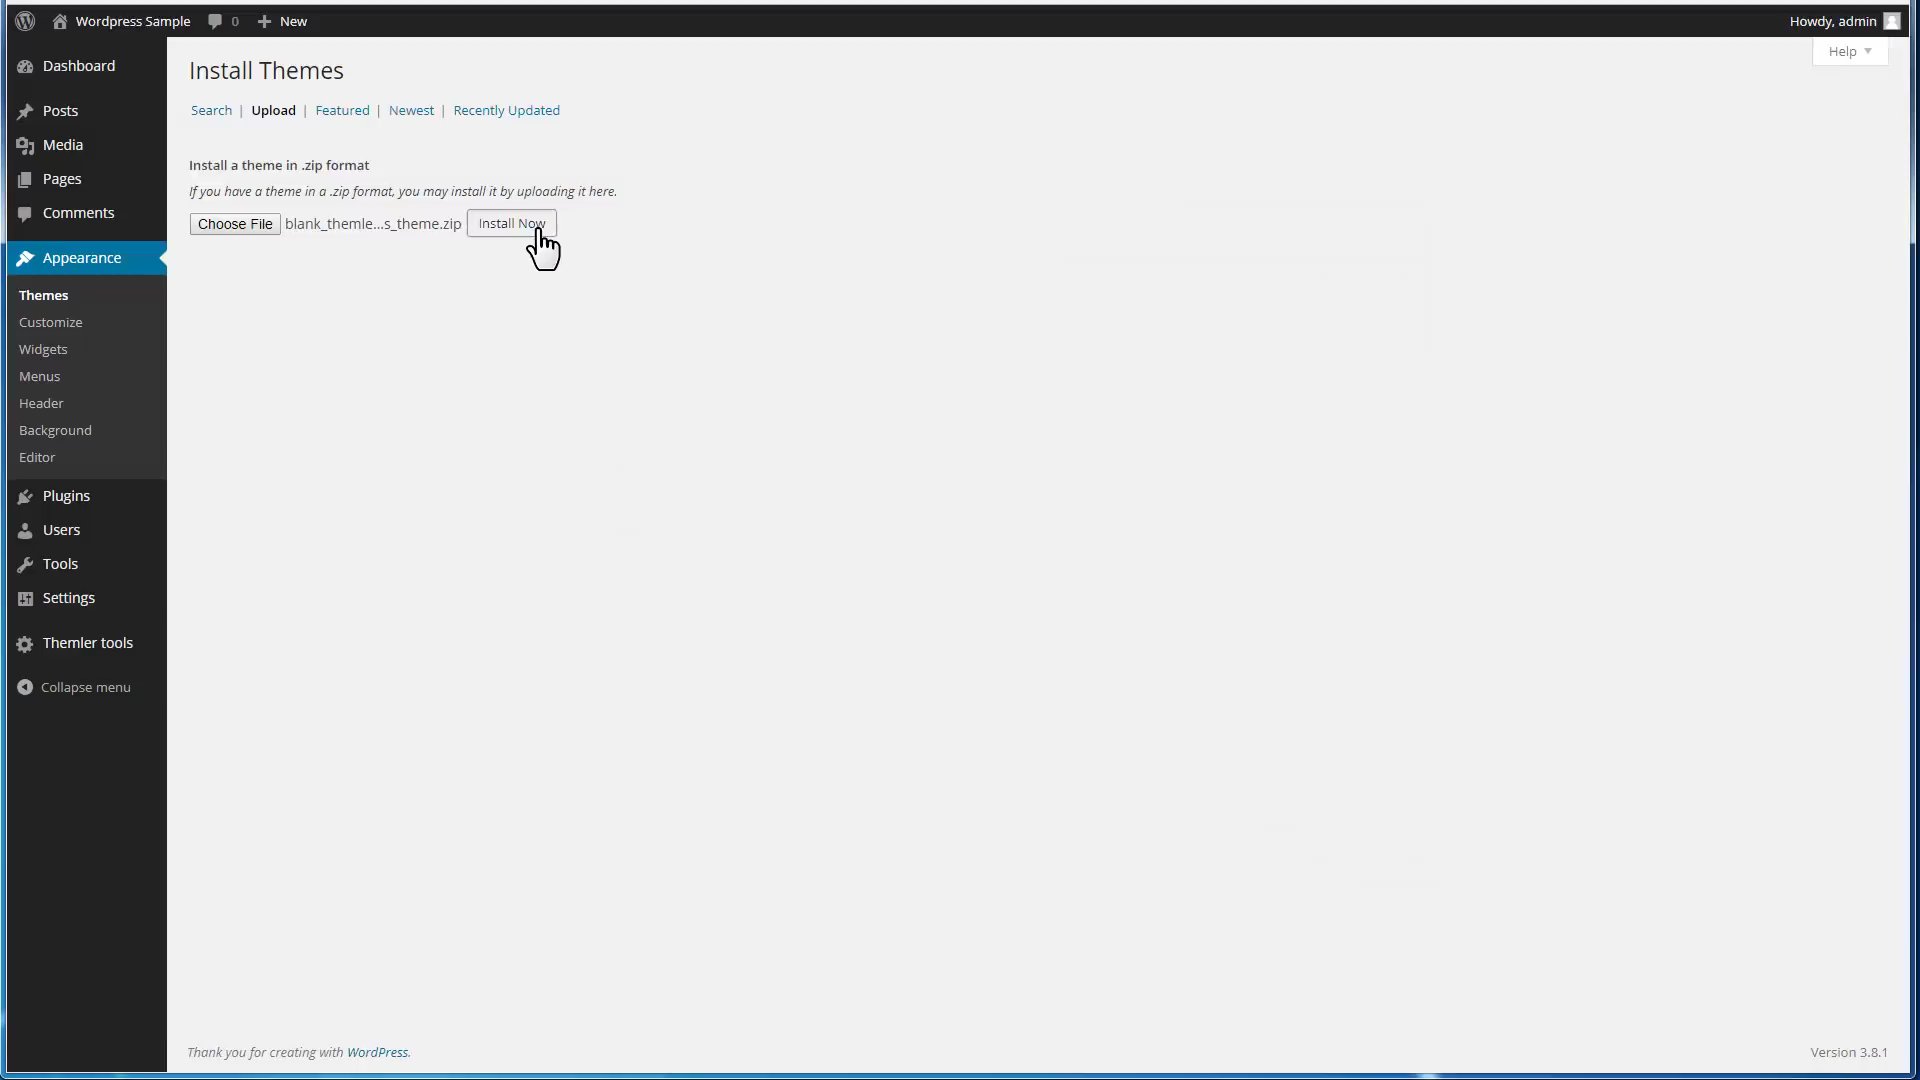 Wordpress Sample 0 New Howdy, admin
Help
Dashboard
Posts
Media
Pages
Comments
Appearance
Themes
Customize
Widgets
Menus
Header
Background
Editor
Plugins
Users
Tools
Settings
Themler tools
Collapse menu
Install Themes
Search | Upload | Featured | Newest | Recently Updated
Install a theme in .zip format
If you have a theme in a .zip format, you may install it by uploading it here.
Choose File blank_themle...s_theme.zip Install Now
Thank you for creating with WordPress. Version 3.8.1